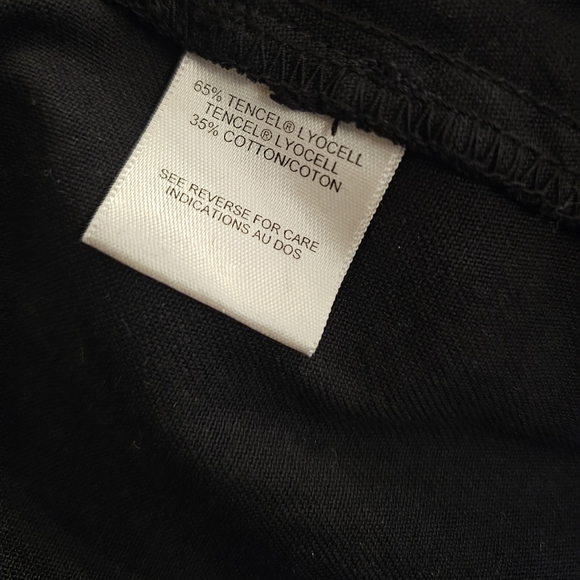 65% TENCEL® LYOCELL
TENCEL® LYOCELL
35% COTTON/COTON
SEE REVERSE FOR CARE
INDICATIONS AU DOS